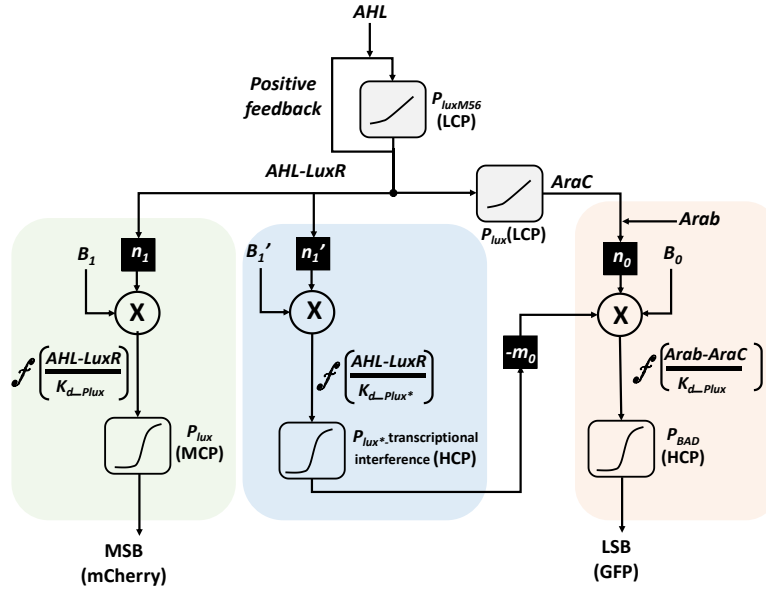 AHL
Positive
feedback
P_luxM56
(LCP)
AHL-LuxR
AraC
P_lux(LCP)
Arab
B_1
n_1
X
AHL-LuxR
K_d_Plux
P_lux
(MCP)
MSB
(mCherry)
B_1'
n_1'
X
AHL-LuxR
K_d_Plux*
P_lux*-transcriptional
interference (HCP)
-m_0
n_0
B_0
X
Arab-AraC
K_d_Plux
P_BAD
(HCP)
LSB
(GFP)